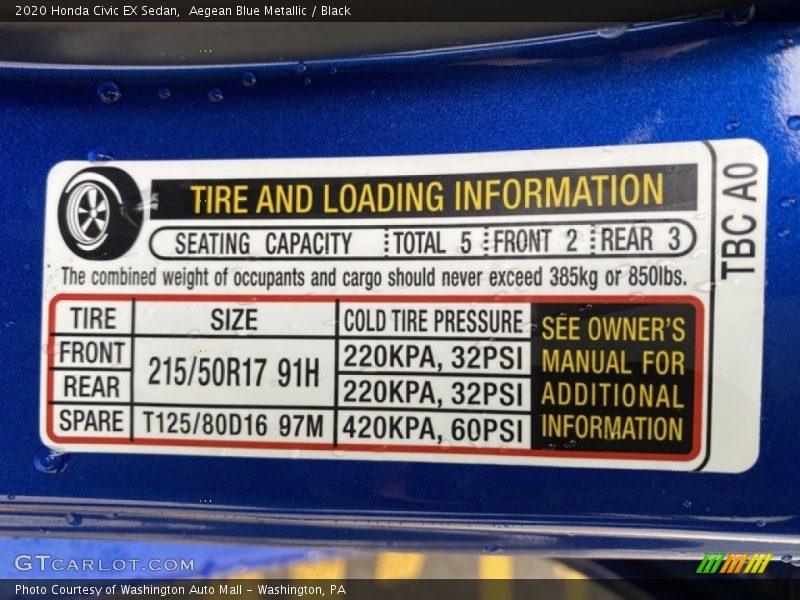 2020 Honda Civic EX Sedan,  Aegean Blue Metallic / Black
TIRE AND LOADING INFORMATION
SEATING CAPACITY TOTAL 5 FRONT 2 REAR 3
The combined weight of occupants and cargo should never exceed 385kg or 850lbs.
TIRE SIZE COLD TIRE PRESSURE
FRONT 215/50R17 91H 220KPA, 32PSI
REAR 220KPA, 32PSI
SPARE T125/80D16 97M 420KPA, 60PSI
SEE OWNER'S
MANUAL FOR
ADDITIONAL
INFORMATION
TBC A0
GTCARLOT.COM
Photo Courtesy of Washington Auto Mall - Washington, PA